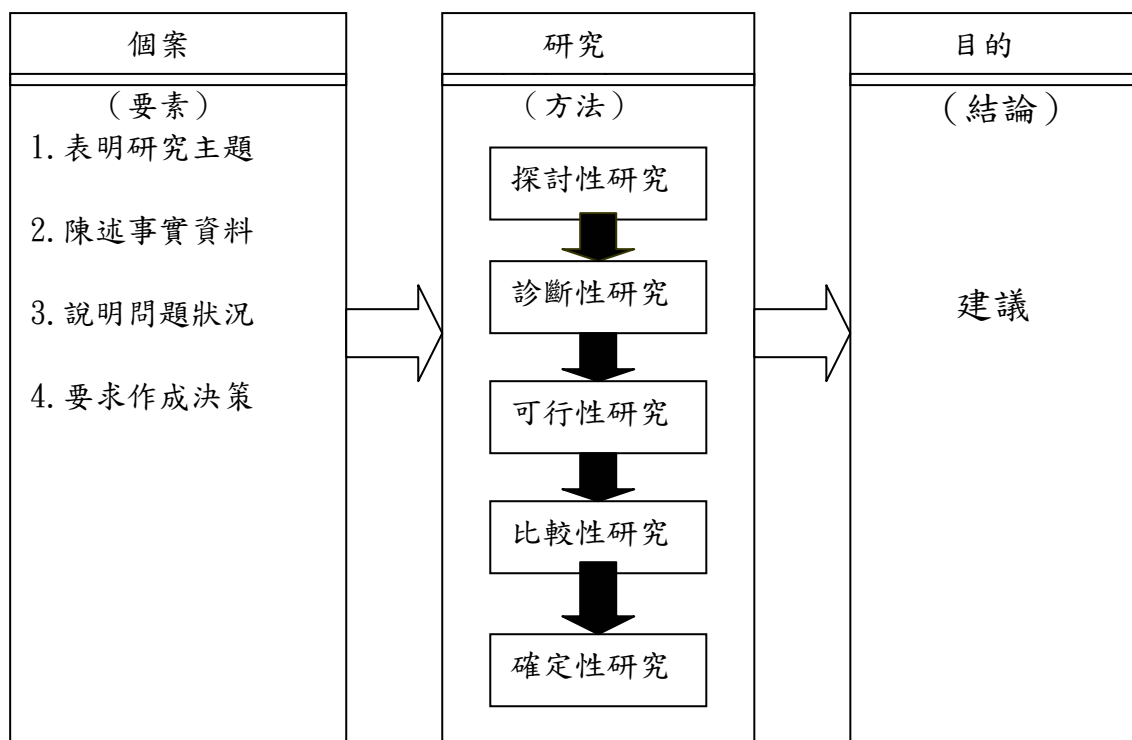 個案
（要素）
1.表明研究主題
2.陳述事實資料
3.說明問題狀況
4.要求作成決策
研究
（方法）
探討性研究
診斷性研究
可行性研究
比較性研究
確定性研究
目的
（結論）
建議